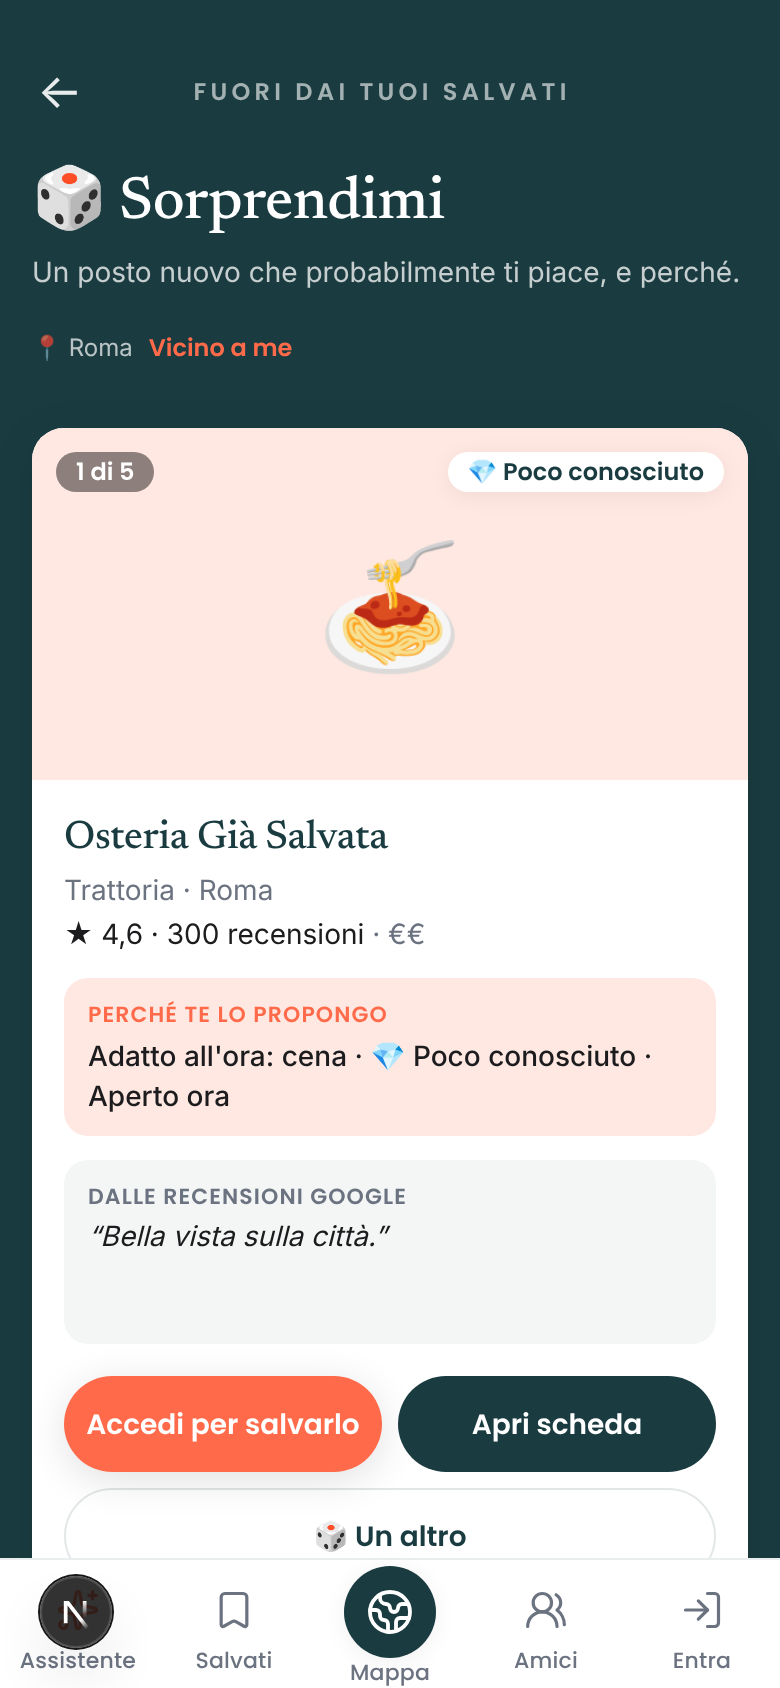 FUORI DAI TUOI SALVATI
Sorprendimi
Un posto nuovo che probabilmente ti piace, e perché.
Roma Vicino a me
1 di 5
💎 Poco conosciuto
Osteria Già Salvata
Trattoria · Roma
★ 4,6 · 300 recensioni · €€
PERCHÉ TE LO PROPONGO
Adatto all'ora: cena · 💎 Poco conosciuto ·
Aperto ora
DALLE RECENSIONI GOOGLE
“Bella vista sulla città.”
Accedi per salvarlo
Apri scheda
Un altro
N
Assistente
Salvati
Mappa
Amici
Entra